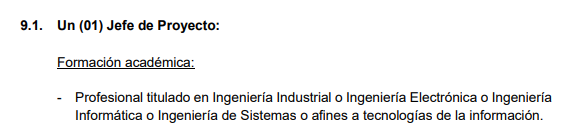 9.1. Un (01) Jefe de Proyecto:
Formación académica:
- Profesional titulado en Ingeniería Industrial o Ingeniería Electrónica o Ingeniería
Informática o Ingeniería de Sistemas o afines a tecnologías de la información.